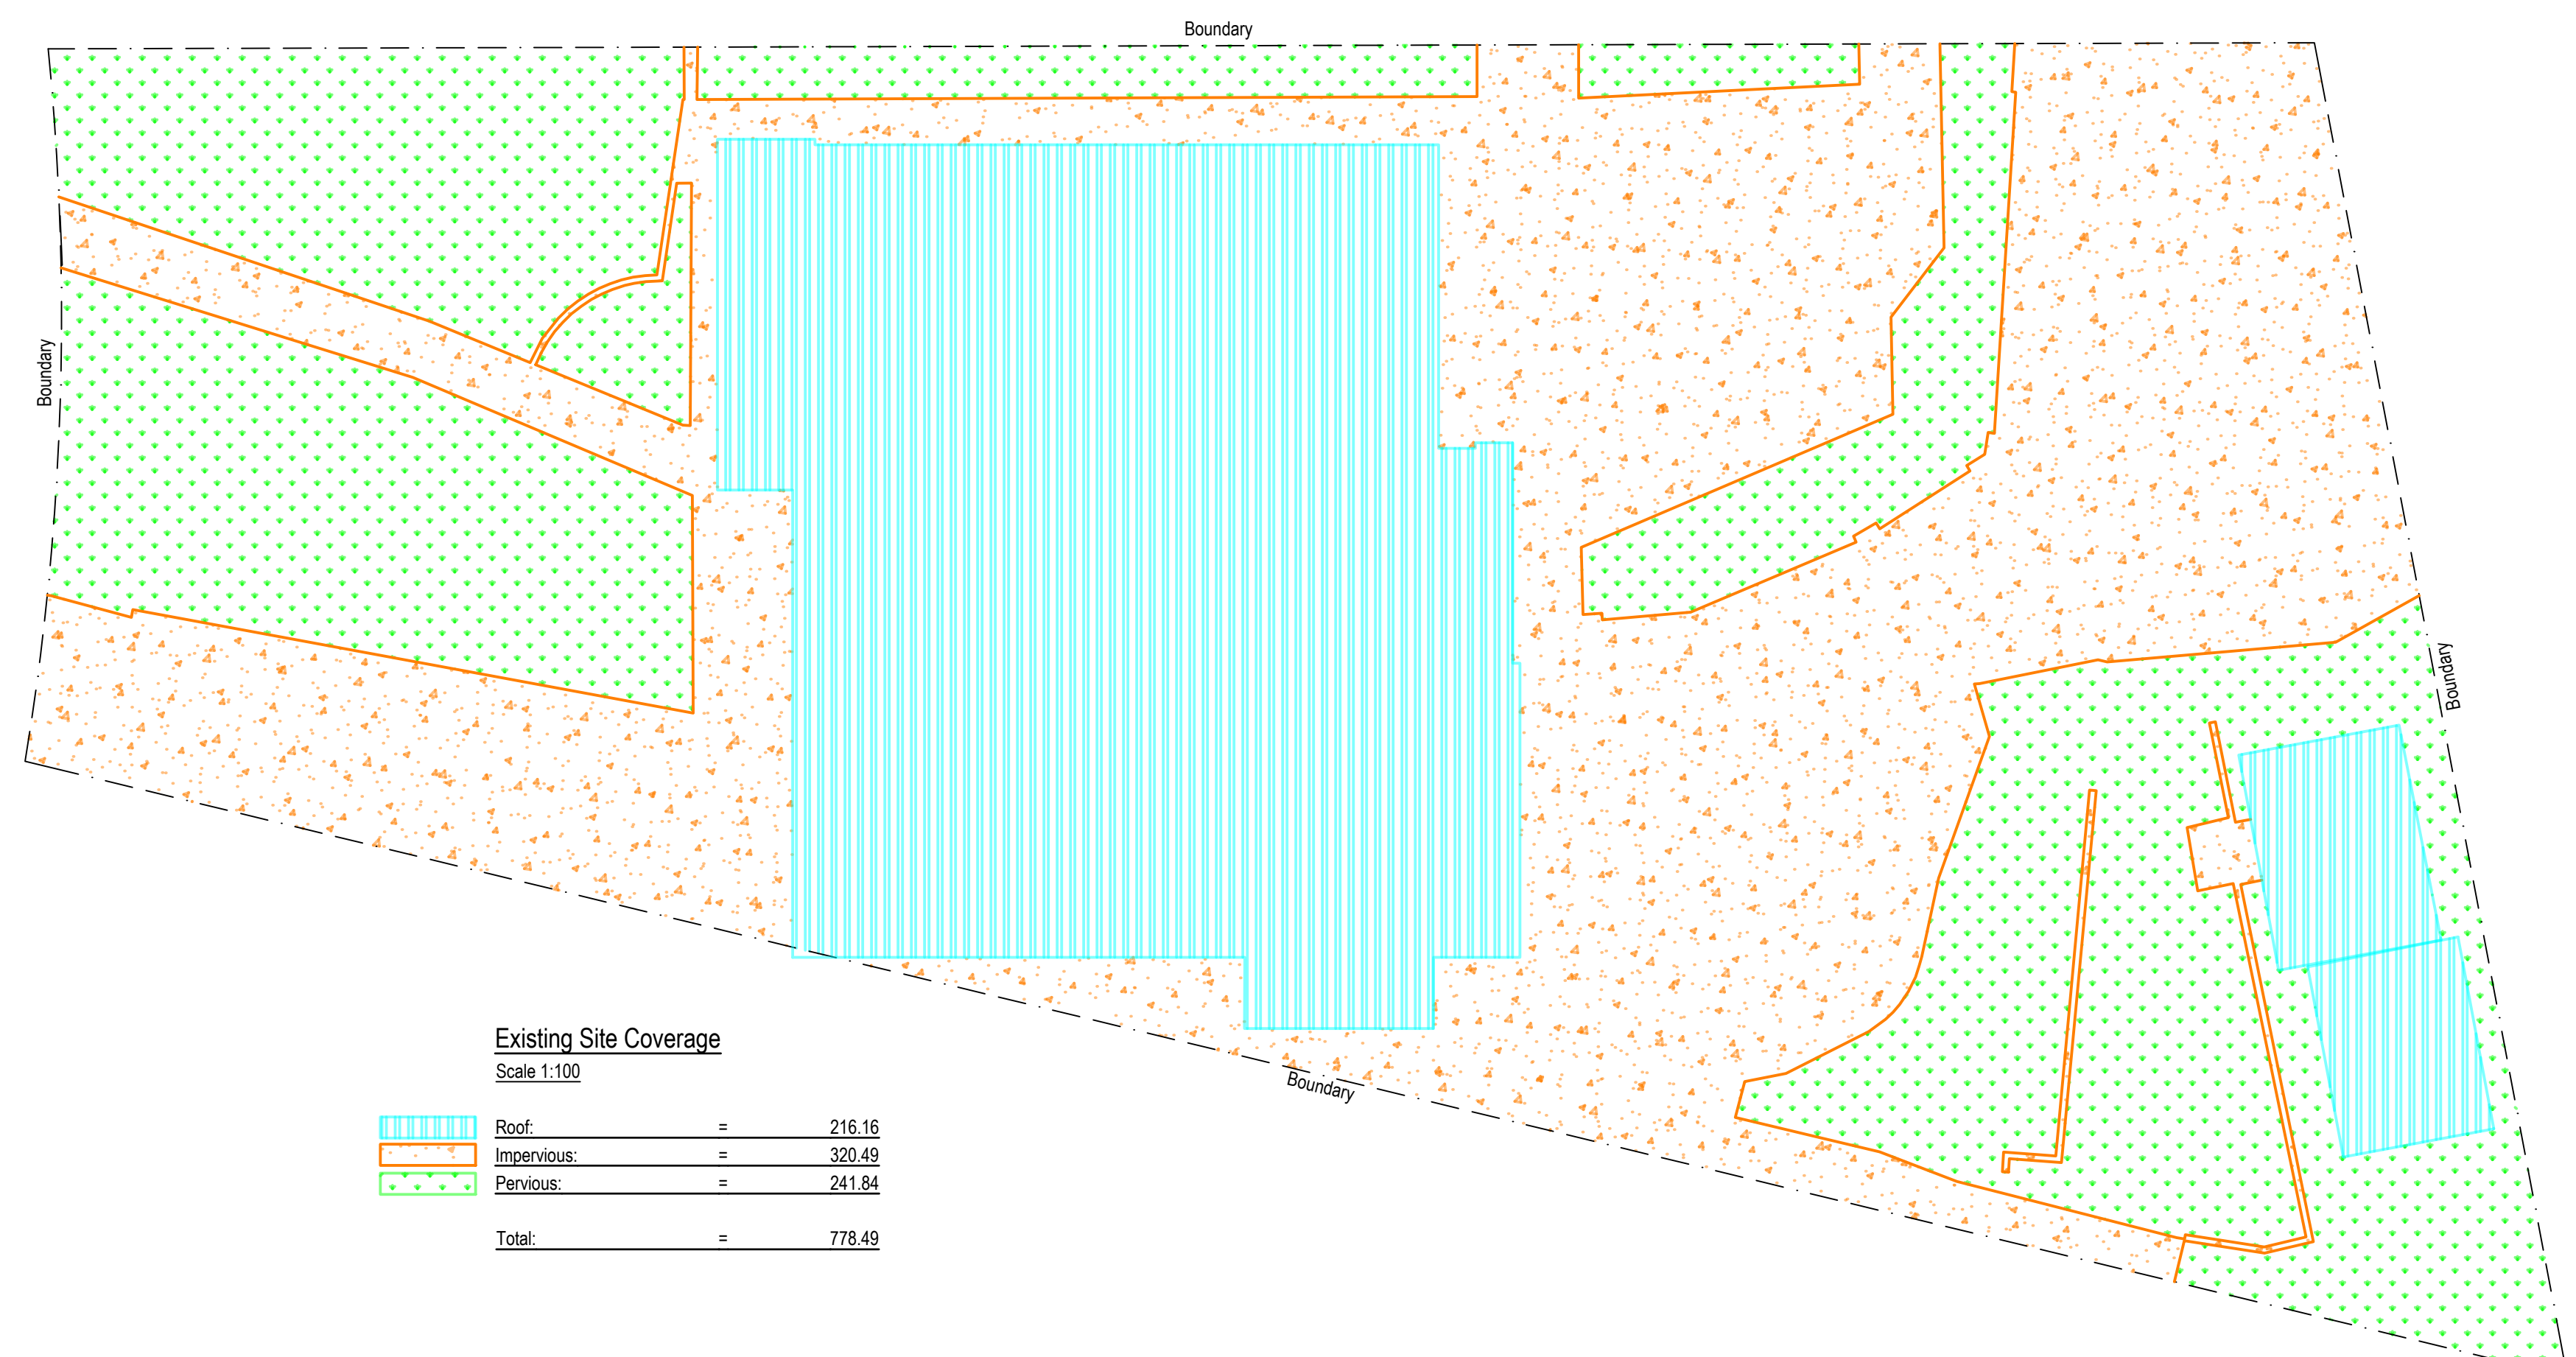 Boundary
Boundary
Boundary
Boundary
Existing Site Coverage
Scale 1:100
Roof: = 216.16
Impervious: = 320.49
Pervious: = 241.84
Total: = 778.49